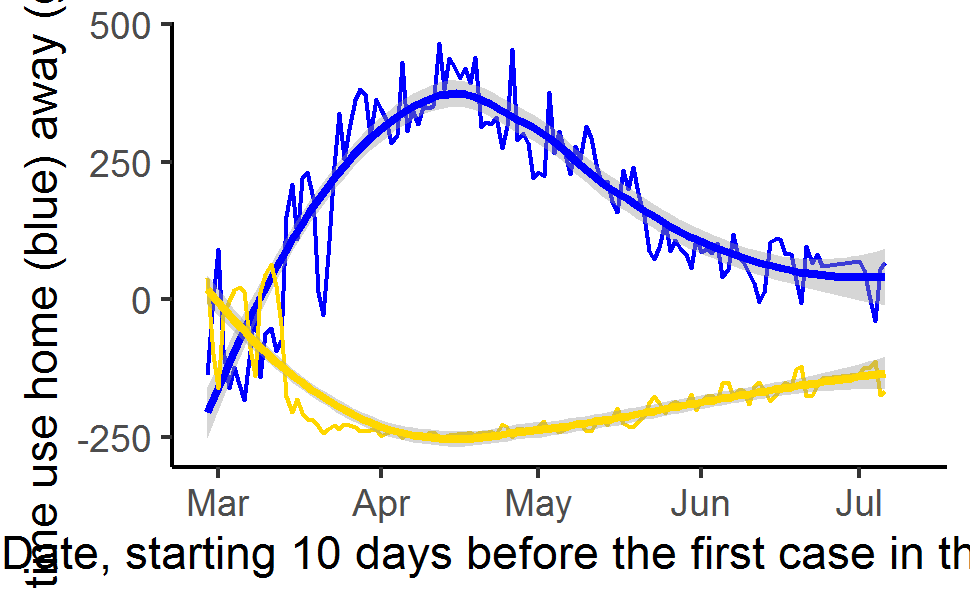 time use home (blue) away (
500
250
0
-250
Mar Apr May Jun Jul
Date, starting 10 days before the first case in th